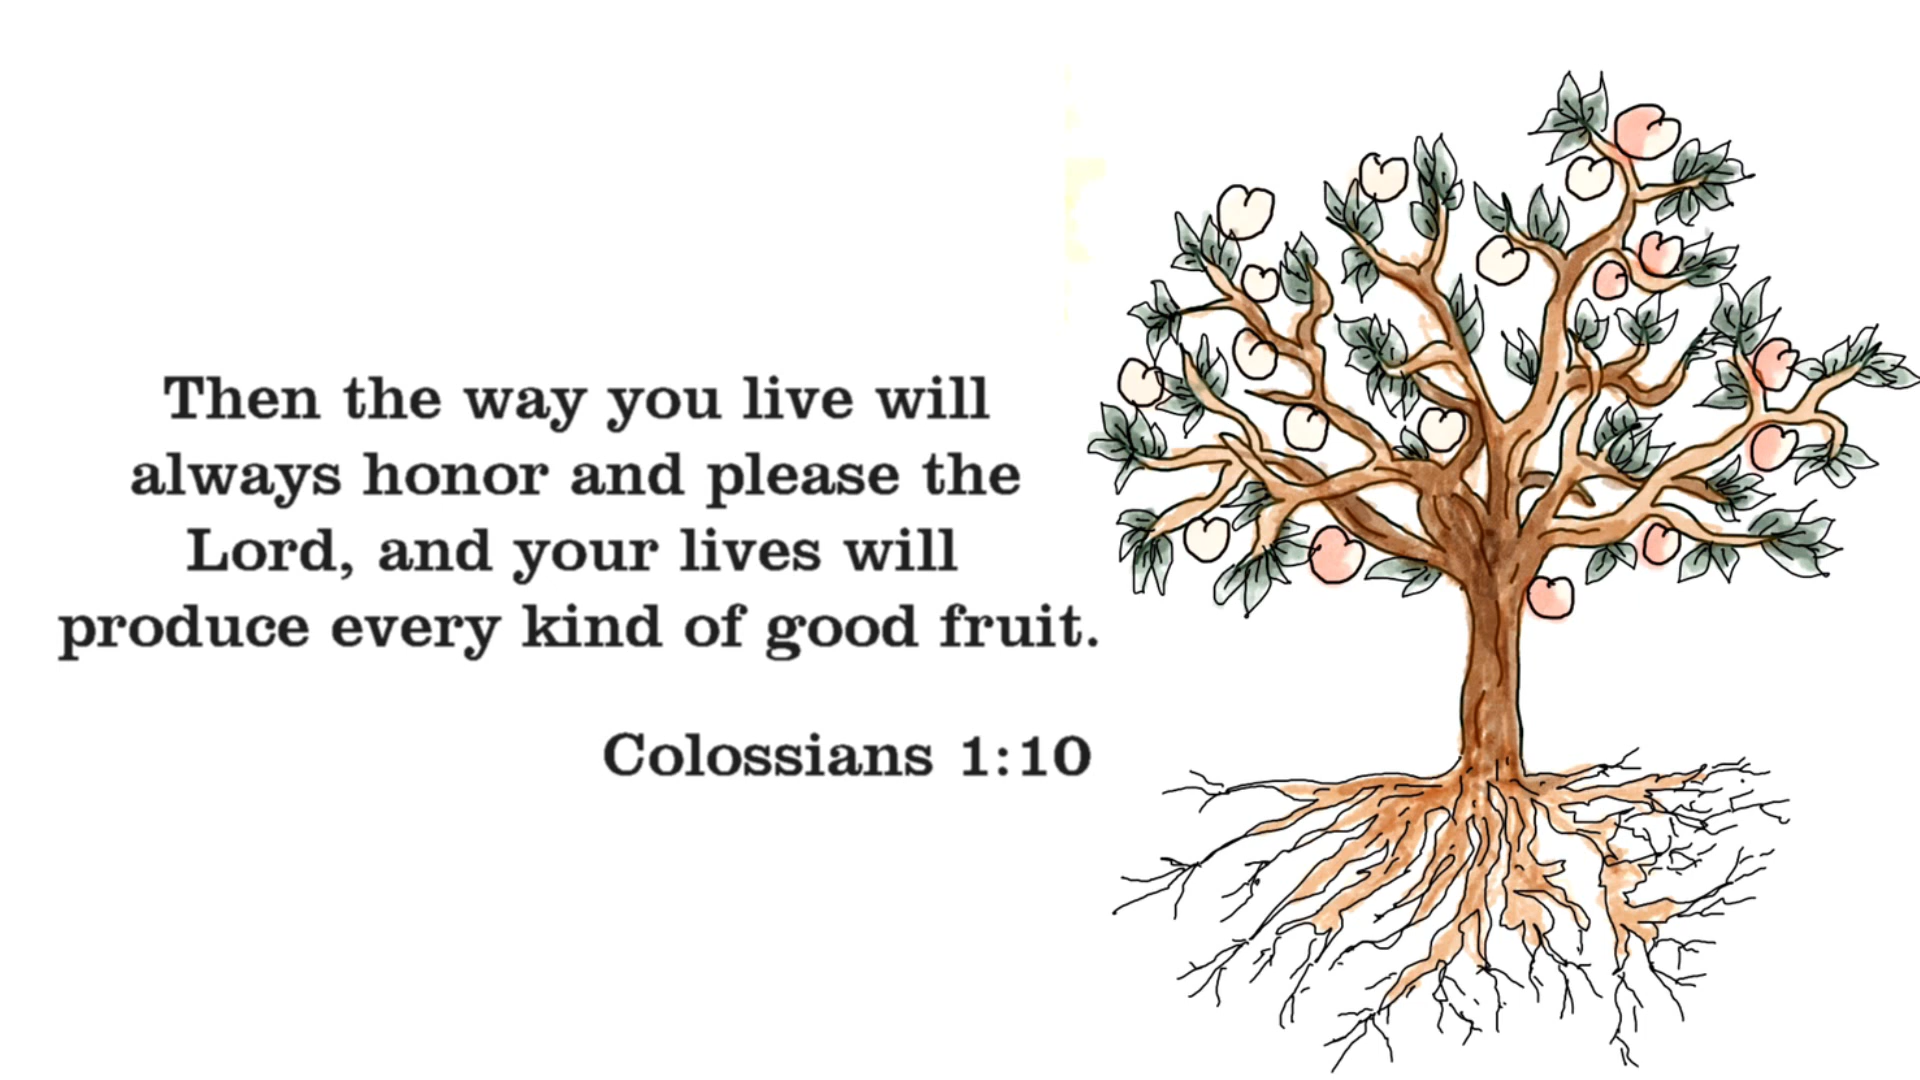 Then the way you live will
always honor and please the
Lord, and your lives will
produce every kind of good fruit.
Colossians 1:10